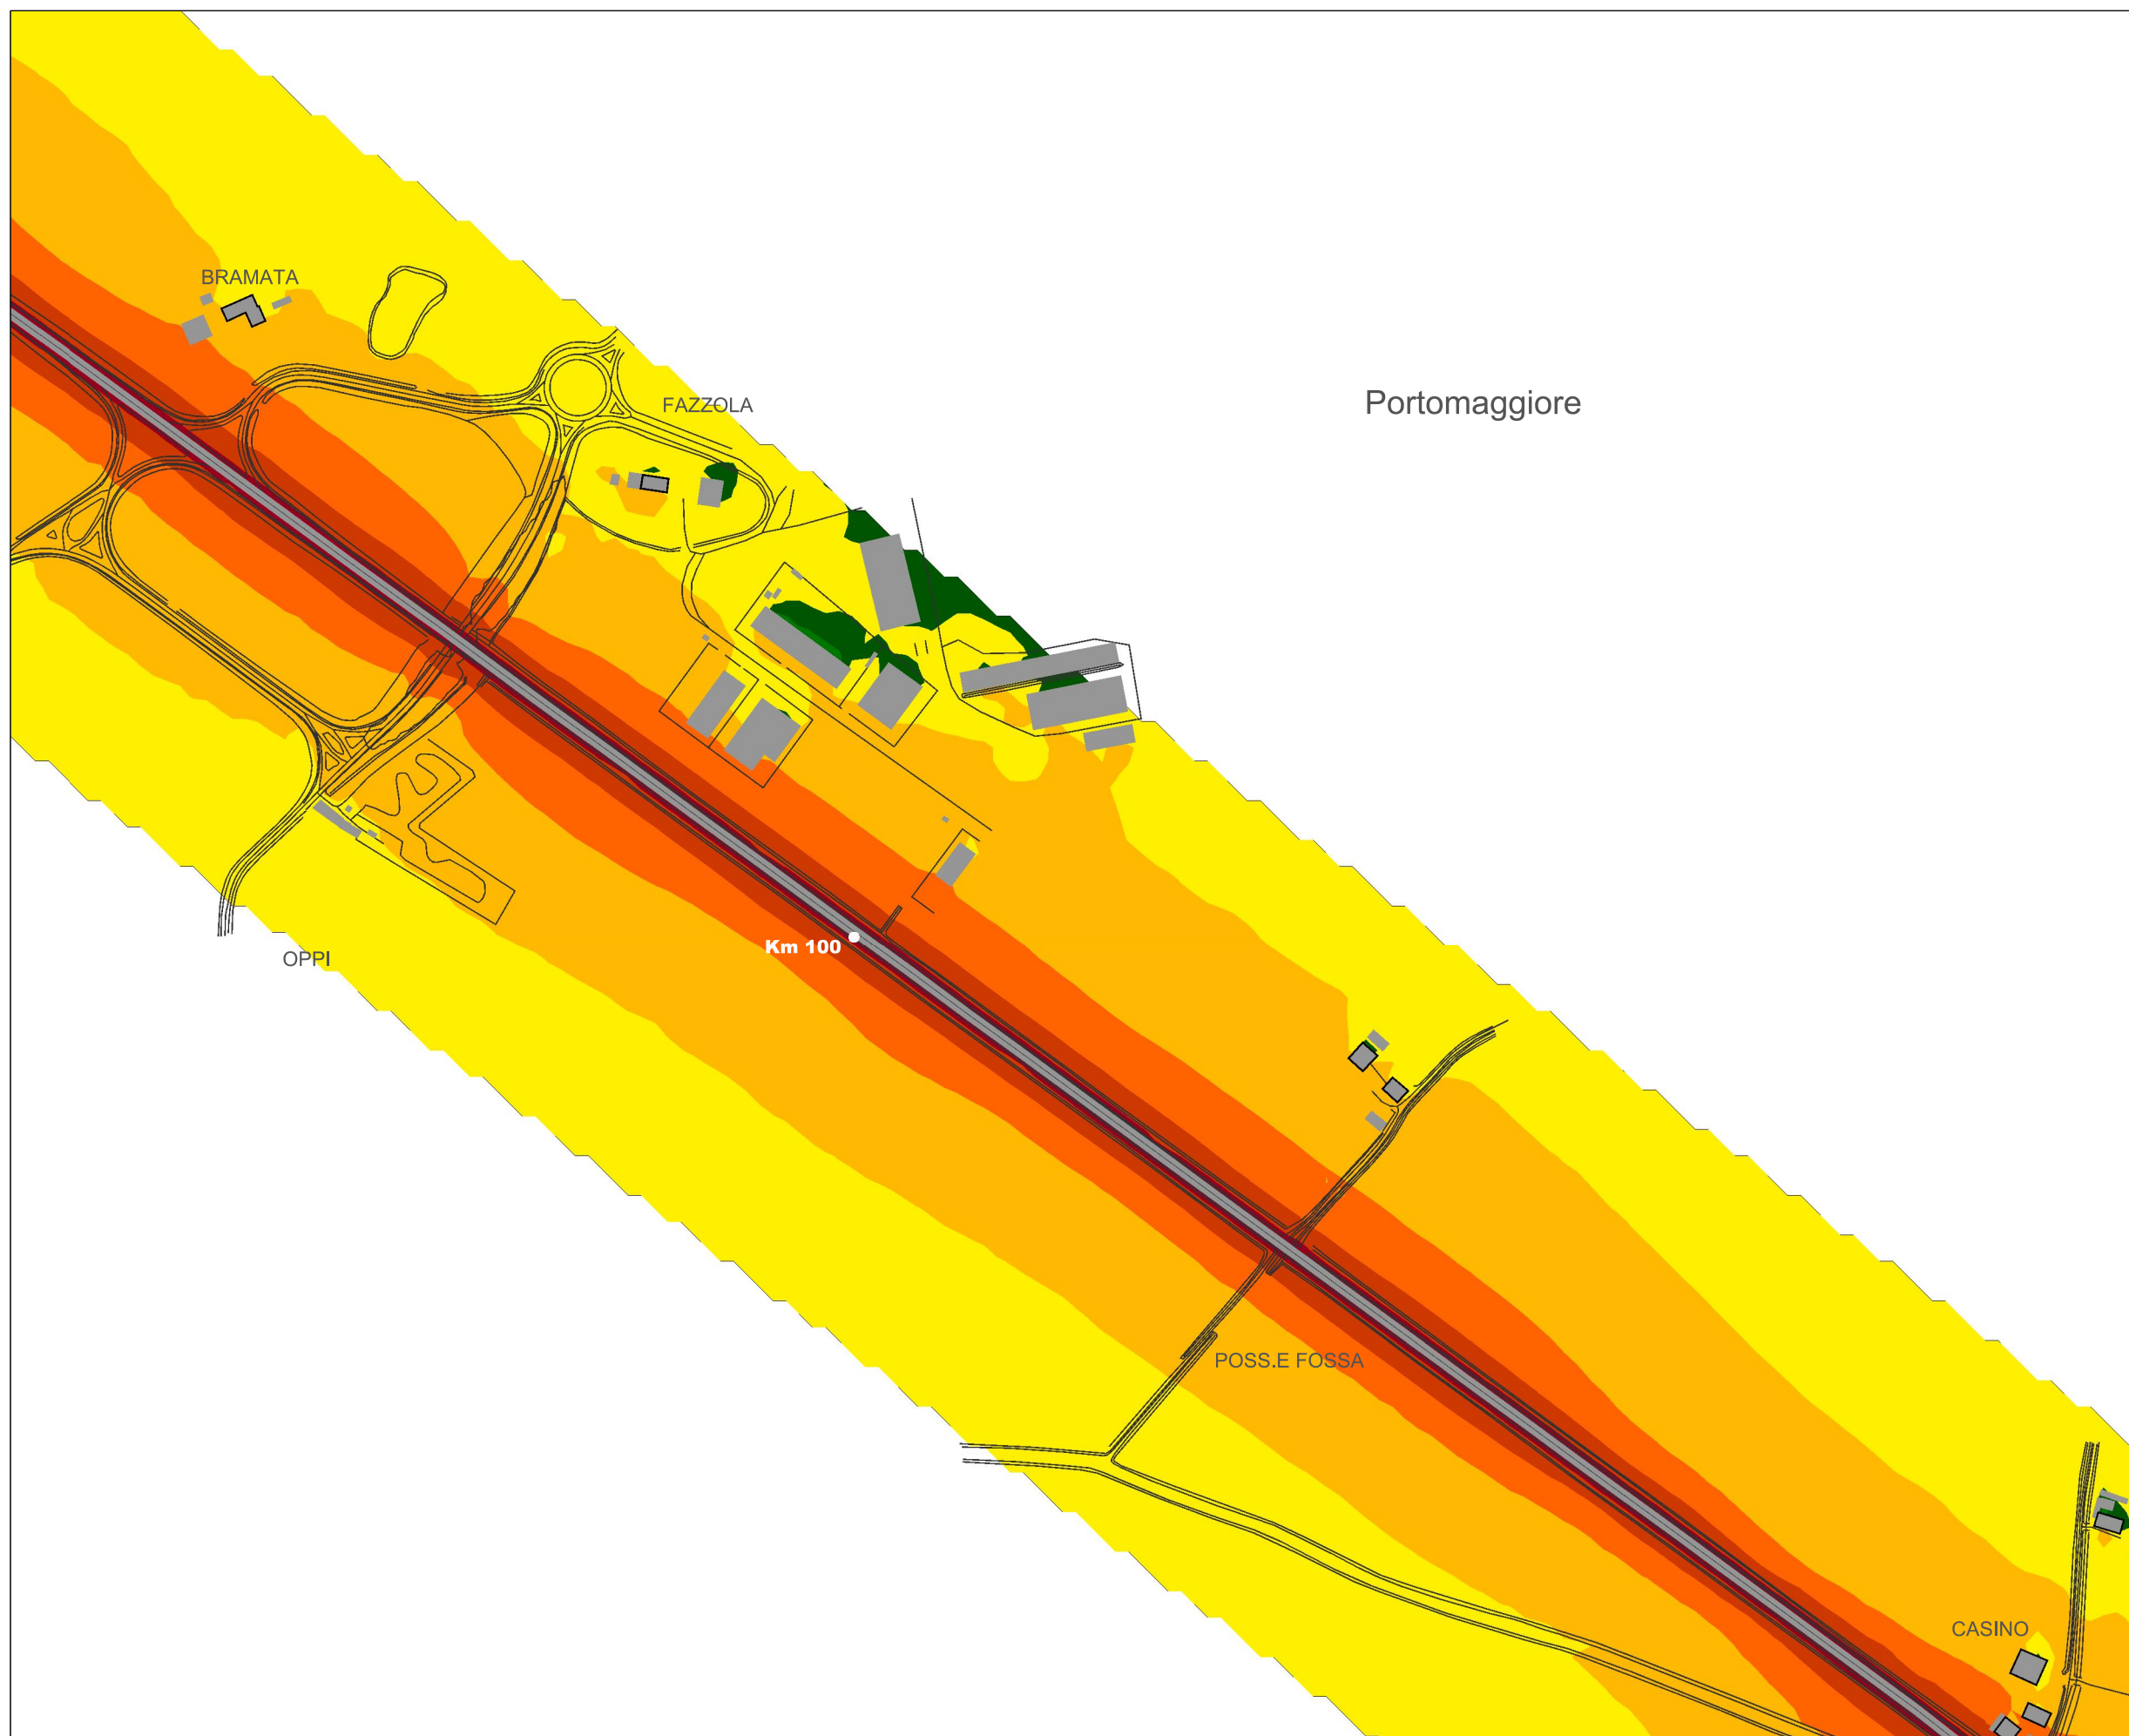 BRAMATA
FAZZOLA
Portomaggiore
Km 100
OPPI
POSS.E FOSSA
CASINO